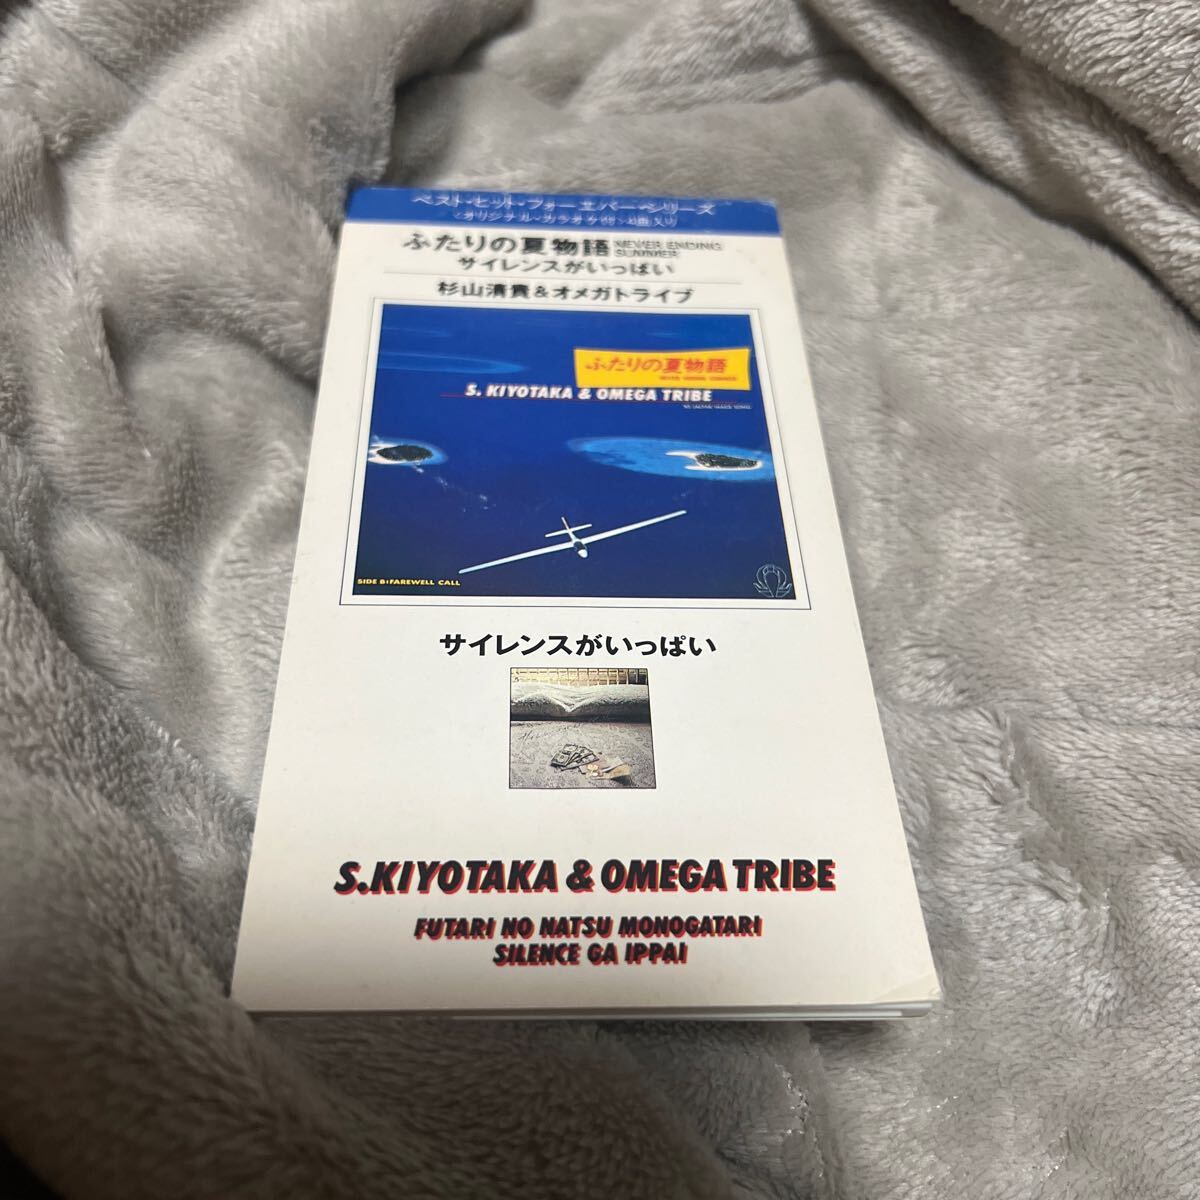 ベスト・ヒット・フォーエバー・シリーズ
<オリジナル・カラオケ付>4曲入り
ふたりの夏物語 NEVER ENDING SUMMER
サイレンスがいっぱい
杉山清貴&オメガトライブ
ふたりの夏物語
NEVER ENDING SUMMER
S. KIYOTAKA & OMEGA TRIBE
SIDE B:FAREWELL CALL
サイレンスがいっぱい
S.KIYOTAKA & OMEGA TRIBE
FUTARI NO NATSU MONOGATARI
SILENCE GA IPPAI